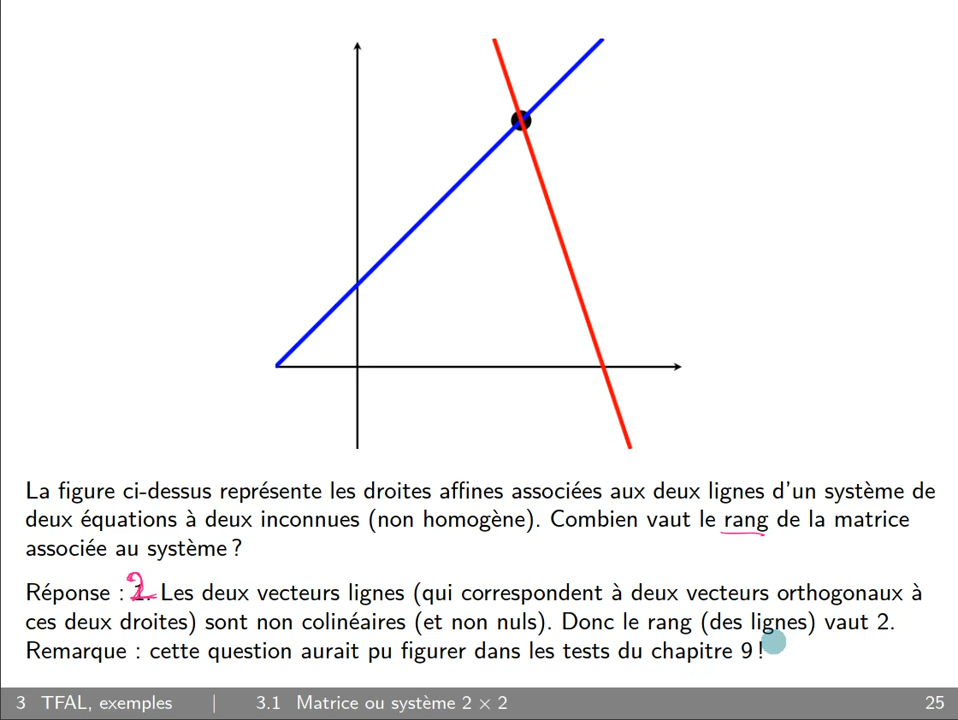 La figure ci-dessus représente les droites affines associées aux deux lignes d'un système de
deux équations à deux inconnues (non homogène). Combien vaut le rang de la matrice
associée au système ?
Réponse : 2 1. Les deux vecteurs lignes (qui correspondent à deux vecteurs orthogonaux à
ces deux droites) sont non colinéaires (et non nuls). Donc le rang (des lignes) vaut 2.
Remarque : cette question aurait pu figurer dans les tests du chapitre 9 !
3 TFAL, exemples | 3.1 Matrice ou système 2 × 2 25